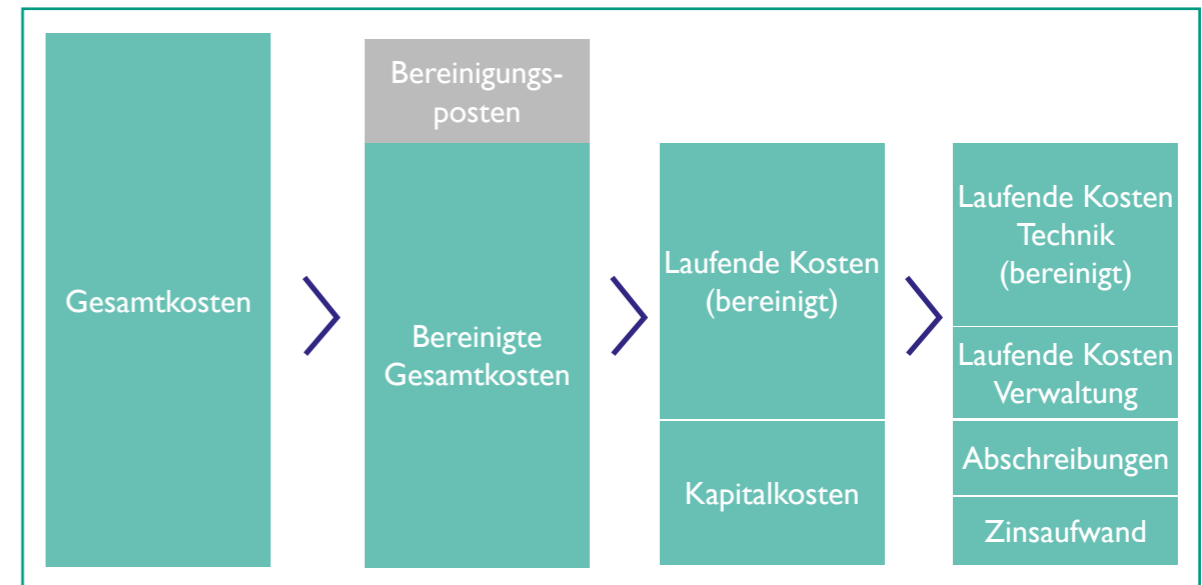 Gesamtkosten
Bereinigungs-
posten
Bereinigte
Gesamtkosten
Laufende Kosten
(bereinigt)
Kapitalkosten
Laufende Kosten
Technik
(bereinigt)
Laufende Kosten
Verwaltung
Abschreibungen
Zinsaufwand